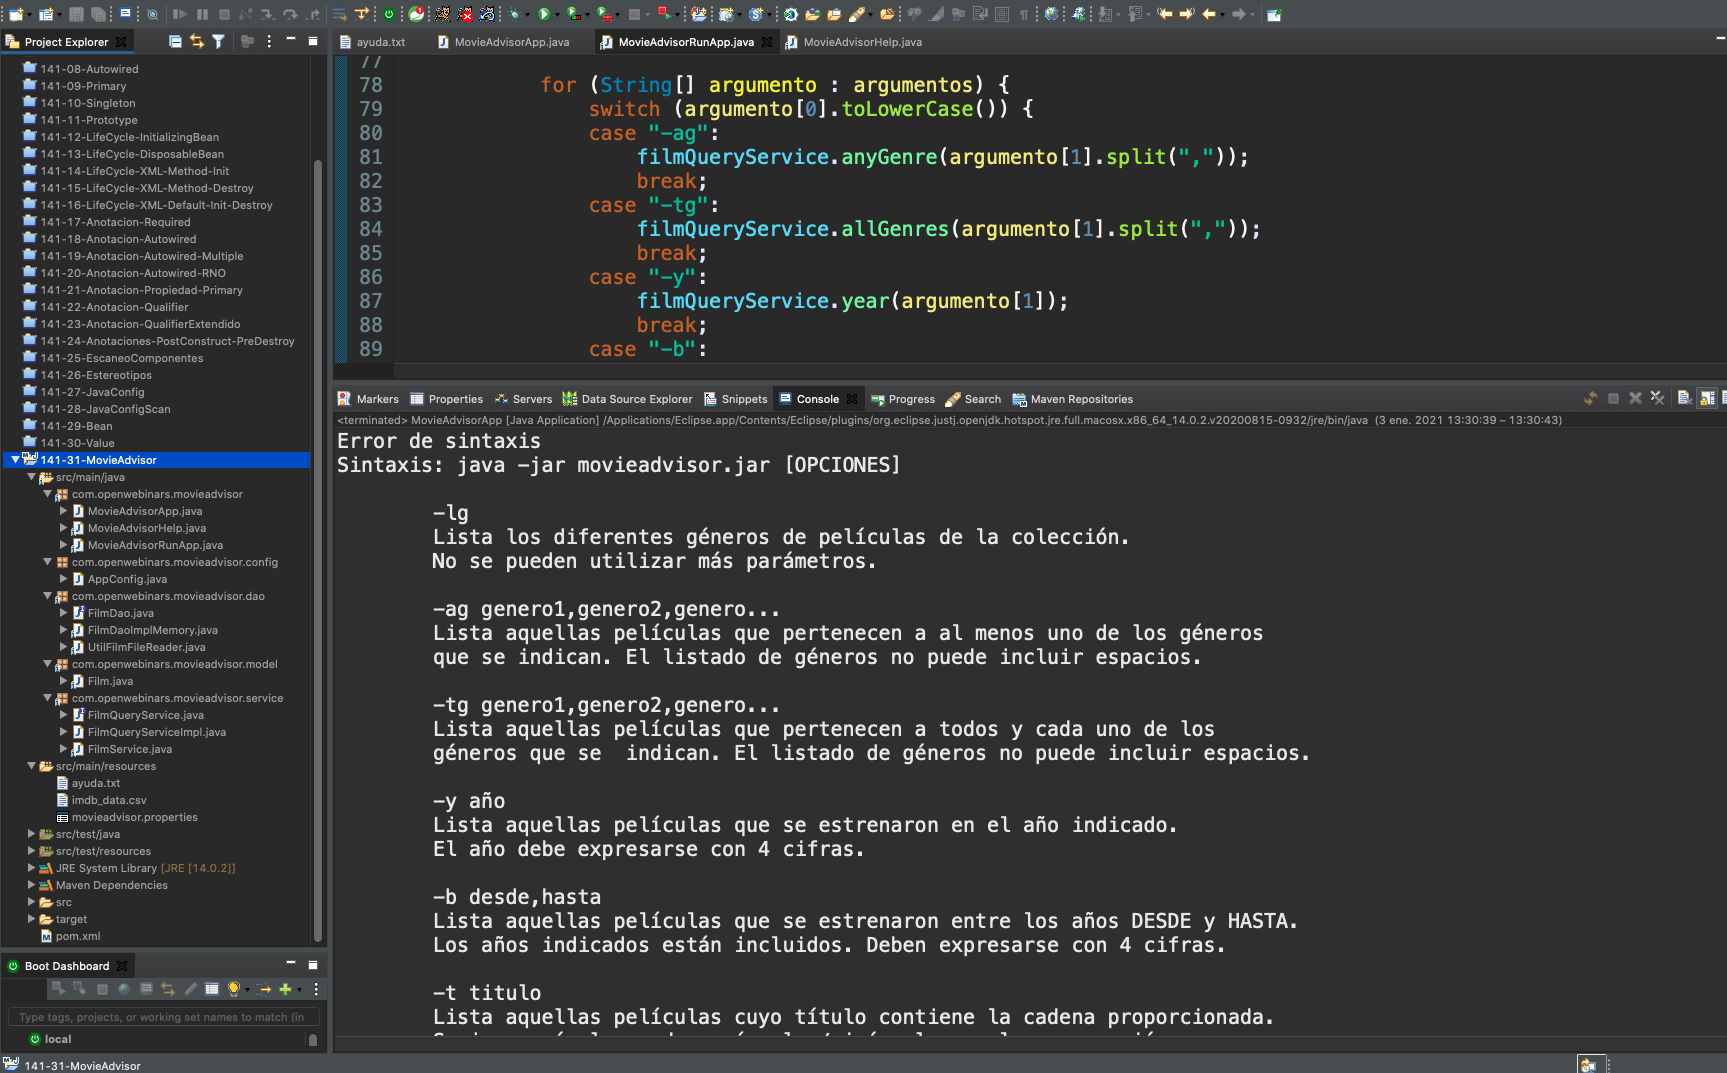 Project Explorer
141-08-Autowired
141-09-Primary
141-10-Singleton
141-11-Prototype
141-12-LifeCycle-InitializingBean
141-13-LifeCycle-DisposableBean
141-14-LifeCycle-XML-Method-Init
141-15-LifeCycle-XML-Method-Destroy
141-16-LifeCycle-XML-Default-Init-Destroy
141-17-Anotacion-Required
141-18-Anotacion-Autowired
141-19-Anotacion-Autowired-Multiple
141-20-Anotacion-Autowired-RNO
141-21-Anotacion-Propiedad-Primary
141-22-Anotacion-Qualifier
141-23-Anotacion-QualifierExtendido
141-24-Anotaciones-PostConstruct-PreDestroy
141-25-EscaneoComponentes
141-26-Estereotipos
141-27-JavaConfig
141-28-JavaConfigScan
141-29-Bean
141-30-Value
141-31-MovieAdvisor
src/main/java
com.openwebinars.movieadvisor
MovieAdvisorApp.java
MovieAdvisorHelp.java
MovieAdvisorRunApp.java
com.openwebinars.movieadvisor.config
AppConfig.java
com.openwebinars.movieadvisor.dao
FilmDao.java
FilmDaoImplMemory.java
UtilFilmFileReader.java
com.openwebinars.movieadvisor.model
Film.java
com.openwebinars.movieadvisor.service
FilmQueryService.java
FilmQueryServiceImpl.java
FilmService.java
src/main/resources
ayuda.txt
imdb_data.csv
movieadvisor.properties
src/test/java
src/test/resources
JRE System Library [JRE [14.0.2]]
Maven Dependencies
src
target
pom.xml
Boot Dashboard
Type tags, projects, or working set names to match (in
local
141-31-MovieAdvisor
ayuda.txt MovieAdvisorApp.java MovieAdvisorRunApp.java MovieAdvisorHelp.java
77
78 for (String[] argumento : argumentos) {
79 switch (argumento[0].toLowerCase()) {
80 case "-ag":
81 filmQueryService.anyGenre(argumento[1].split(","));
82 break;
83 case "-tg":
84 filmQueryService.allGenres(argumento[1].split(","));
85 break;
86 case "-y":
87 filmQueryService.year(argumento[1]);
88 break;
89 case "-b":
Markers Properties Servers Data Source Explorer Snippets Console Progress Search Maven Repositories
<terminated> MovieAdvisorApp [Java Application] /Applications/Eclipse.app/Contents/Eclipse/plugins/org.eclipse.justj.openjdk.hotspot.jre.full.macosx.x86_64_14.0.2.v20200815-0932/jre/bin/java (3 ene. 2021 13:30:39 – 13:30:43)
Error de sintaxis
Sintaxis: java -jar movieadvisor.jar [OPCIONES]
-lg
Lista los diferentes géneros de películas de la colección.
No se pueden utilizar más parámetros.
-ag genero1,genero2,genero...
Lista aquellas películas que pertenecen a al menos uno de los géneros
que se indican. El listado de géneros no puede incluir espacios.
-tg genero1,genero2,genero...
Lista aquellas películas que pertenecen a todos y cada uno de los
géneros que se  indican. El listado de géneros no puede incluir espacios.
-y año
Lista aquellas películas que se estrenaron en el año indicado.
El año debe expresarse con 4 cifras.
-b desde,hasta
Lista aquellas películas que se estrenaron entre los años DESDE y HASTA.
Los años indicados están incluidos. Deben expresarse con 4 cifras.
-t titulo
Lista aquellas películas cuyo título contiene la cadena proporcionada.